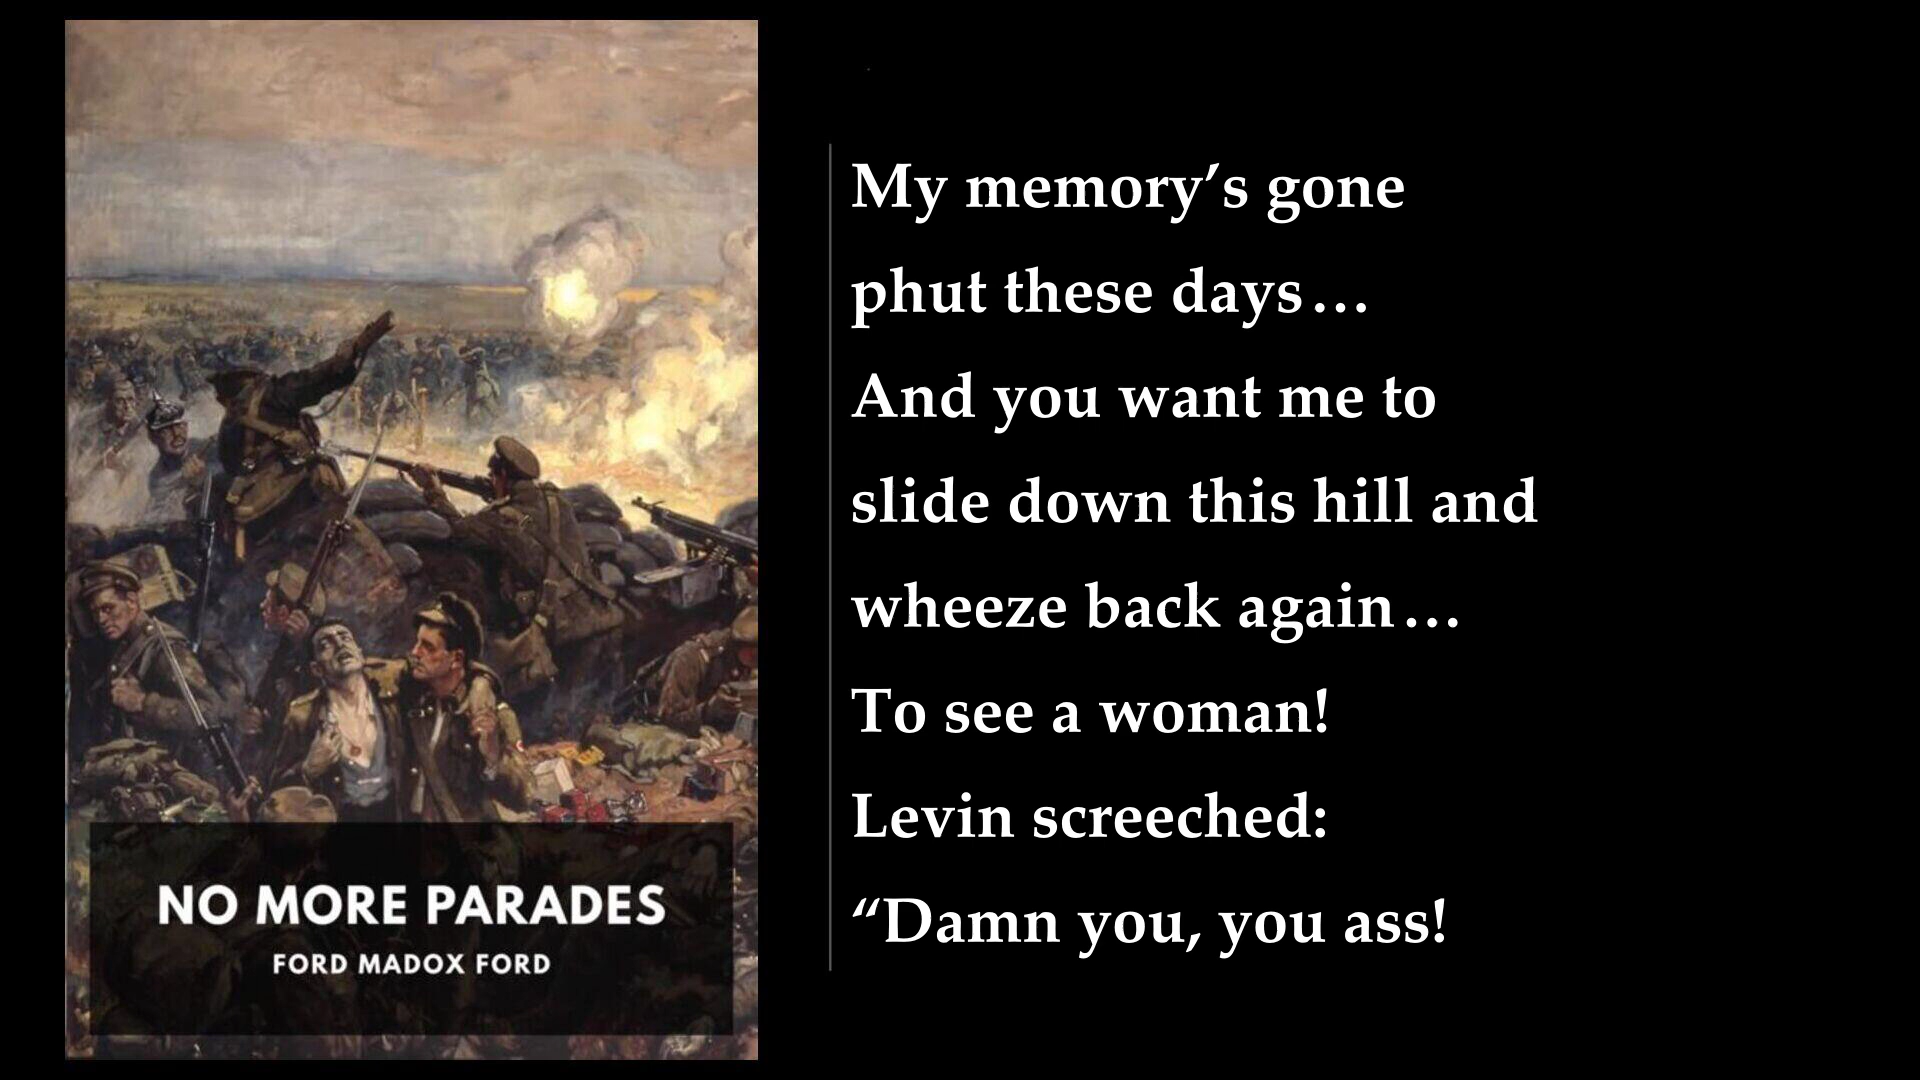 NO MORE PARADES
FORD MADOX FORD
My memory’s gone
phut these days…
And you want me to
slide down this hill and
wheeze back again…
To see a woman!
Levin screeched:
“Damn you, you ass!